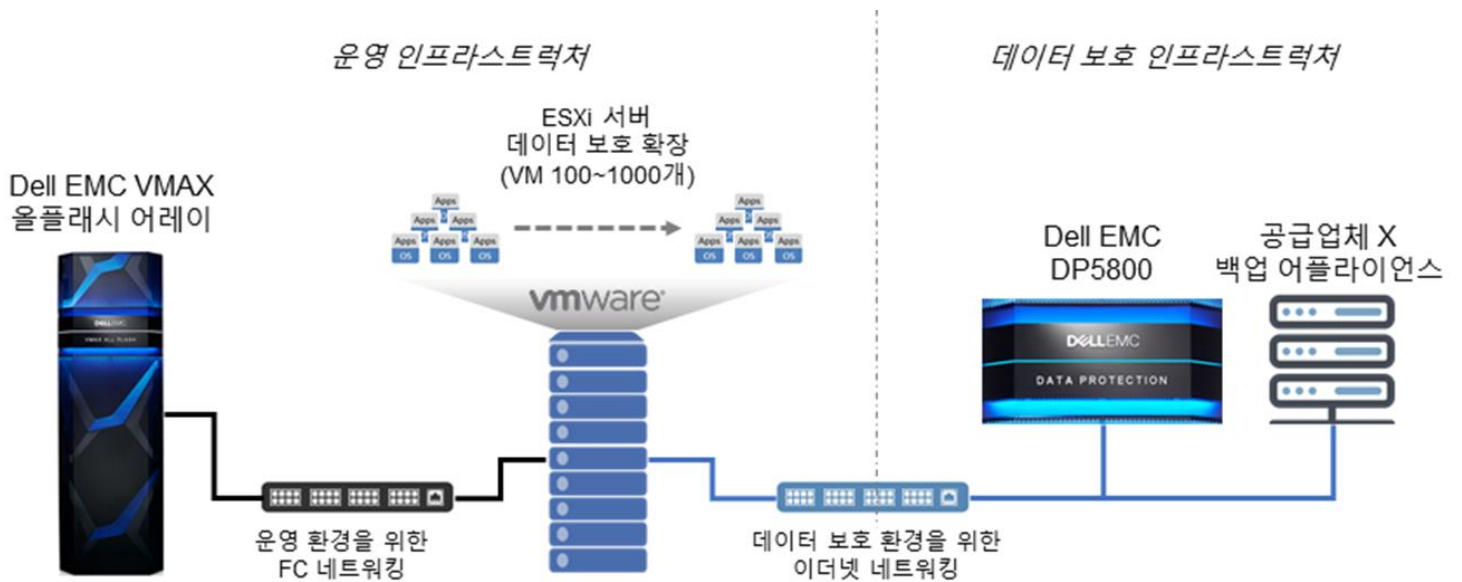 운영 인프라스트럭처
데이터 보호 인프라스트럭처
ESXi 서버
데이터 보호 확장
(VM 100~1000개)
Dell EMC VMAX
올플래시 어레이
Apps
Apps Apps
Apps Apps Apps
OS OS OS
Apps
Apps Apps
Apps Apps Apps
OS OS OS
vmware
Dell EMC
DP5800
공급업체 X
백업 어플라이언스
DELLEMC
VMAX ALL FLASH
DELLEMC
DATA PROTECTION
운영 환경을 위한
FC 네트워킹
데이터 보호 환경을 위한
이더넷 네트워킹